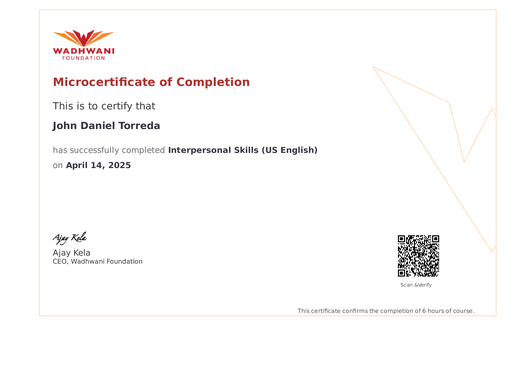 WADHWANI
FOUNDATION
Microcertificate of Completion
This is to certify that
John Daniel Torreda
has successfully completed Interpersonal Skills (US English)
on April 14, 2025
Ajay Kela
Ajay Kela
CEO, Wadhwani Foundation
Scan &Verify
This certificate confirms the completion of 6 hours of course.